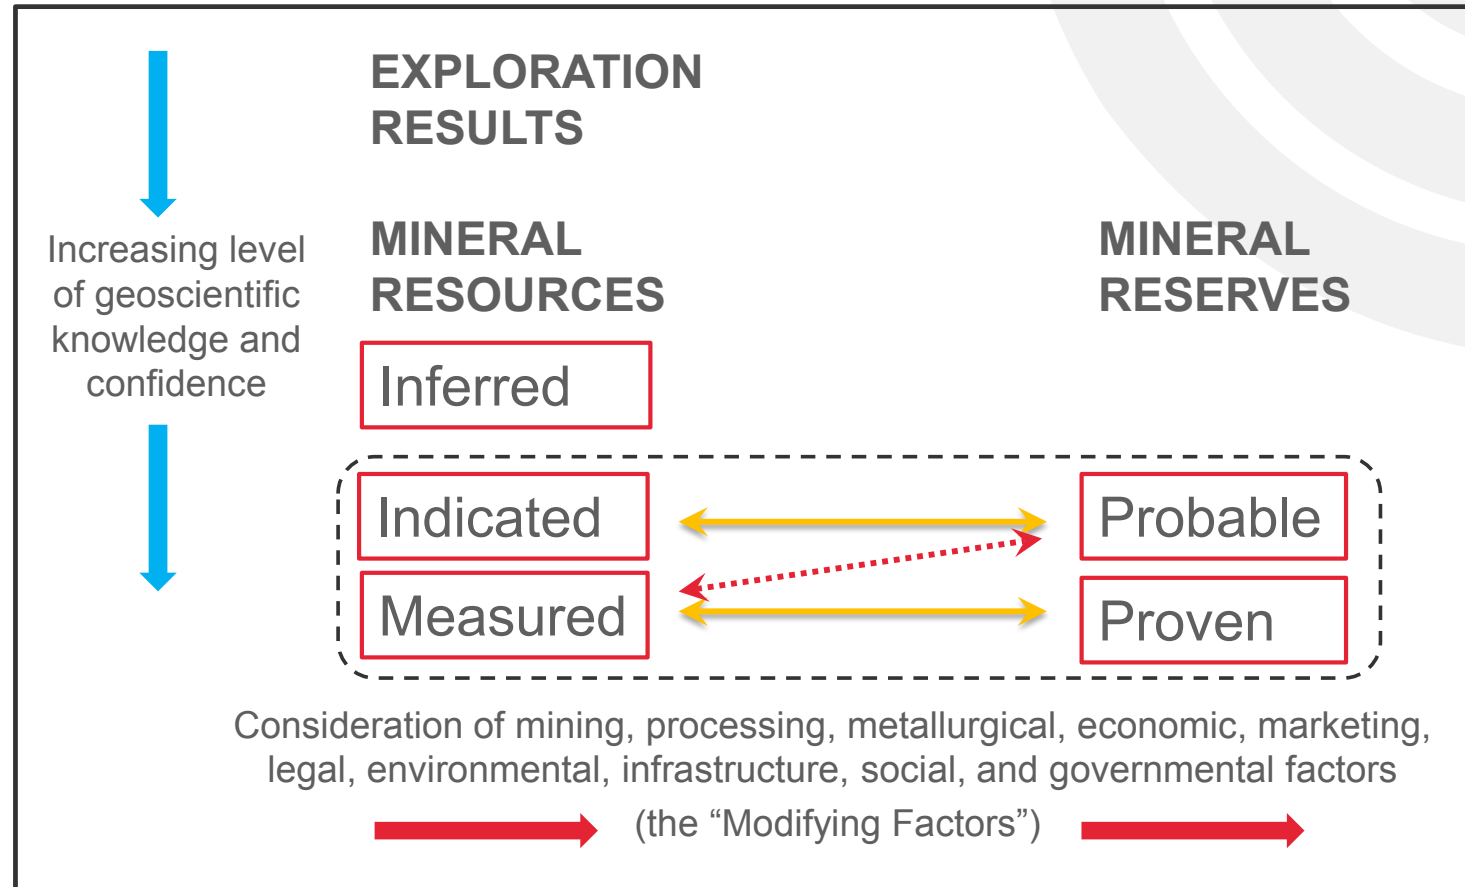 EXPLORATION
RESULTS
Increasing level
of geoscientific
knowledge and
confidence
MINERAL
RESOURCES
MINERAL
RESERVES
Inferred
Indicated
Probable
Measured
Proven
Consideration of mining, processing, metallurgical, economic, marketing,
legal, environmental, infrastructure, social, and governmental factors
(the “Modifying Factors”)